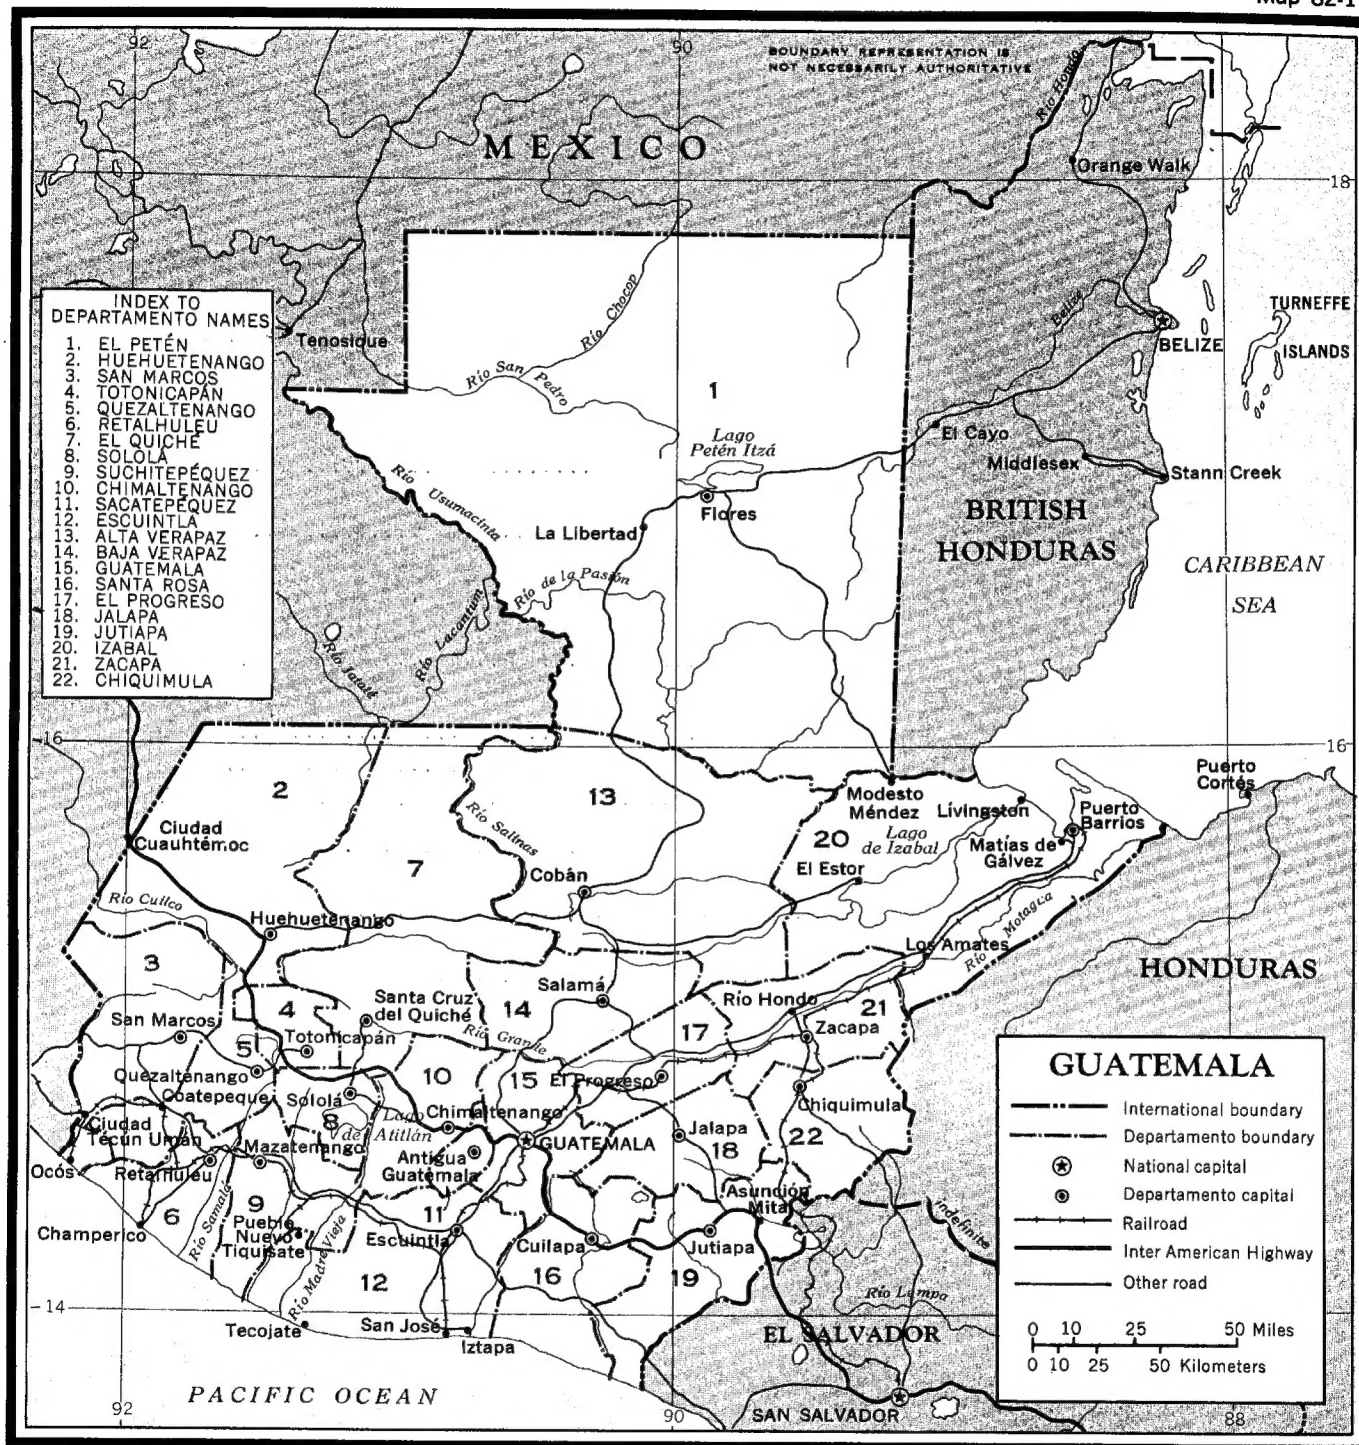 Map 82-1
92
90
BOUNDARY REPRESENTATION IS
NOT NECESSARILY AUTHORITATIVE
Río Hondo
MEXICO
Orange Walk
18
INDEX TO
DEPARTAMENTO NAMES
1. EL PETÉN
2. HUEHUETENANGO
3. SAN MARCOS
4. TOTONICAPÁN
5. QUEZALTENANGO
6. RETALHULEU
7. EL QUICHÉ
8. SOLOLÁ
9. SUCHITEPÉQUEZ
10. CHIMALTENANGO
11. SACATEPÉQUEZ
12. ESCUINTLA
13. ALTA VERAPAZ
14. BAJA VERAPAZ
15. GUATEMALA
16. SANTA ROSA
17. EL PROGRESO
18. JALAPA
19. JUTIAPA
20. IZABAL
21. ZACAPA
22. CHIQUIMULA
Tenosique
Río Chocop
Río San Pedro
Belize
BELIZE
TURNEFFE
ISLANDS
1
Lago
Petén Itzá
El Cayo
Middlesex
Stann Creek
Río Usumacinta
Flores
La Libertad
BRITISH
HONDURAS
CARIBBEAN
SEA
Río de la Pasión
Río Lacantum
Río Jatate
16
16
2
13
7
Río Salinas
Ciudad
Cuauhtémoc
Cobán
Modesto
Méndez
Lívingston
Puerto
Barrios
Puerto
Cortés
20
Lago
de Izabal
Matías de
Gálvez
El Estor
Río Cuilco
Huehuetenango
Los Amates
Río Motagua
HONDURAS
3
4
14
17
21
San Marcos
Santa Cruz
del Quiché
Salamá
Río Hondo
Totonicapán
Río Grande
Zacapa
5
10
15
El Progreso
Quezaltenango
Coatepeque
Sololá
8
Lago
de Atitlán
Chimaltenango
Chiquimula
Ciudad
Tecún Umán
Mazatenango
GUATEMALA
Jalapa
18
22
Ocós
Retalhuleu
Antigua
Guatemala
Asunción
Mita
indefinite
6
Río Samalá
9
Pueblo
Nuevo
Tiquisate
Río Madre Vieja
11
Escuintla
Cuilapa
Jutiapa
Champerico
12
16
19
Río Lempa
14
Tecojate
San José
Iztapa
EL SALVADOR
PACIFIC OCEAN
SAN SALVADOR
92
90
88
GUATEMALA
International boundary
Departamento boundary
National capital
Departamento capital
Railroad
Inter American Highway
Other road
0 10 25 50 Miles
0 10 25 50 Kilometers